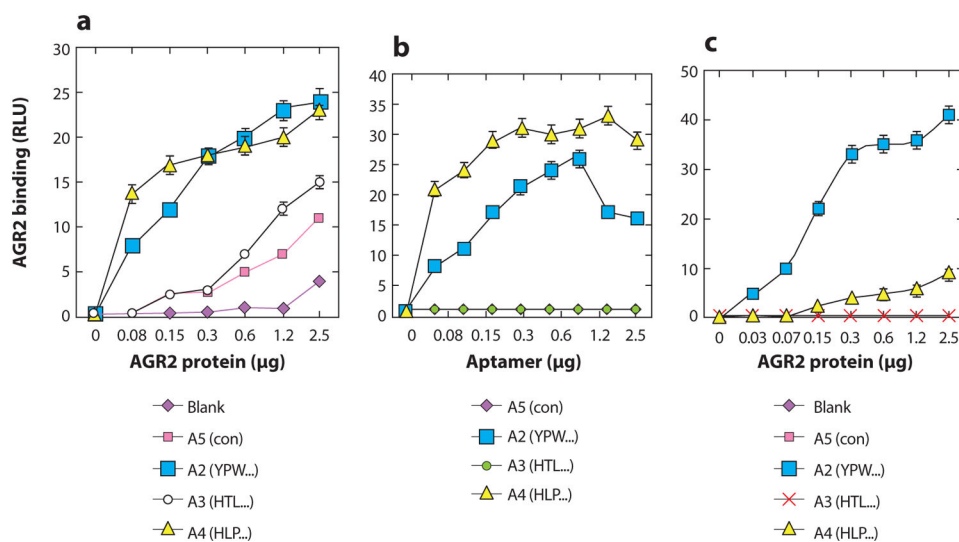 a
AGR2 binding (RLU)
30
25
20
15
10
5
0
0 0.08 0.15 0.3 0.6 1.2 2.5
AGR2 protein (µg)
Blank
A5 (con)
A2 (YPW...)
A3 (HTL...)
A4 (HLP...)
b
40
35
30
25
20
15
10
5
0
0 0.08 0.15 0.3 0.6 1.2 2.5
Aptamer (µg)
A5 (con)
A2 (YPW...)
A3 (HTL...)
A4 (HLP...)
c
50
40
30
20
10
0
0 0.03 0.07 0.15 0.3 0.6 1.2 2.5
AGR2 protein (µg)
Blank
A5 (con)
A2 (YPW...)
A3 (HTL...)
A4 (HLP...)